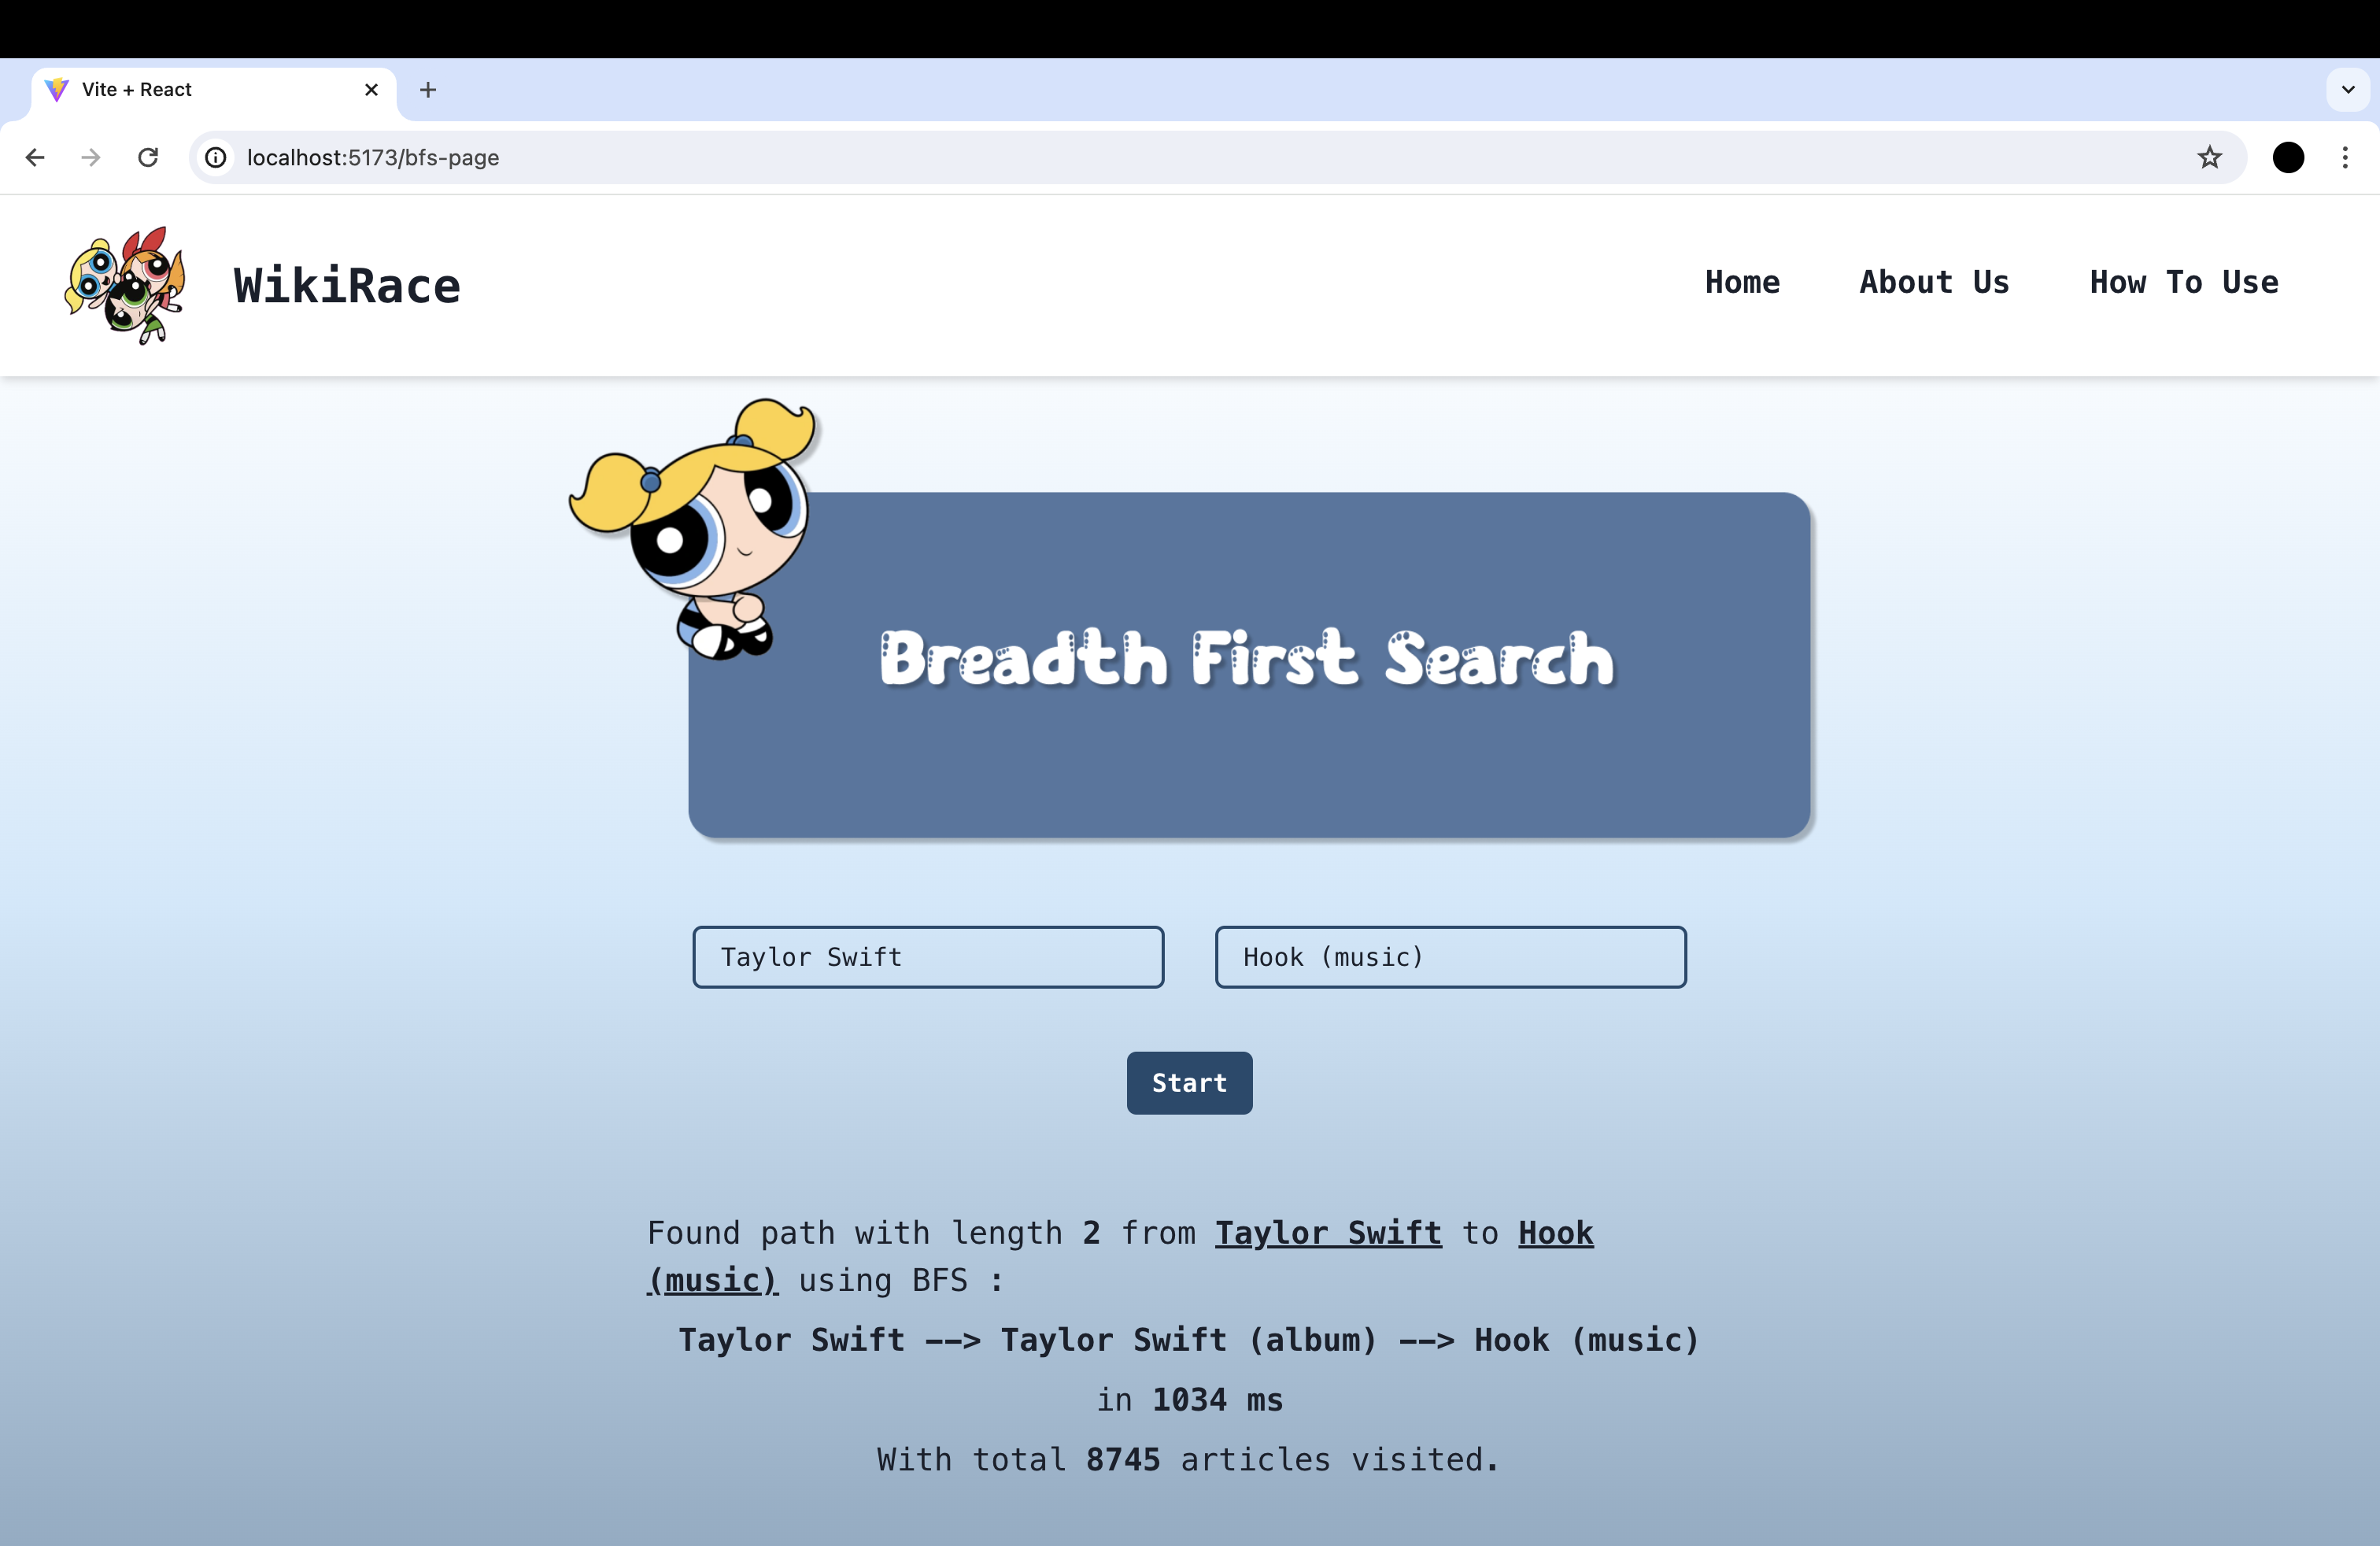 Vite + React
localhost:5173/bfs-page
WikiRace
Home About Us How To Use
Breadth First Search
Taylor Swift Hook (music)
Start
Found path with length 2 from Taylor Swift to Hook
(music) using BFS :
Taylor Swift --> Taylor Swift (album) --> Hook (music)
in 1034 ms
With total 8745 articles visited.